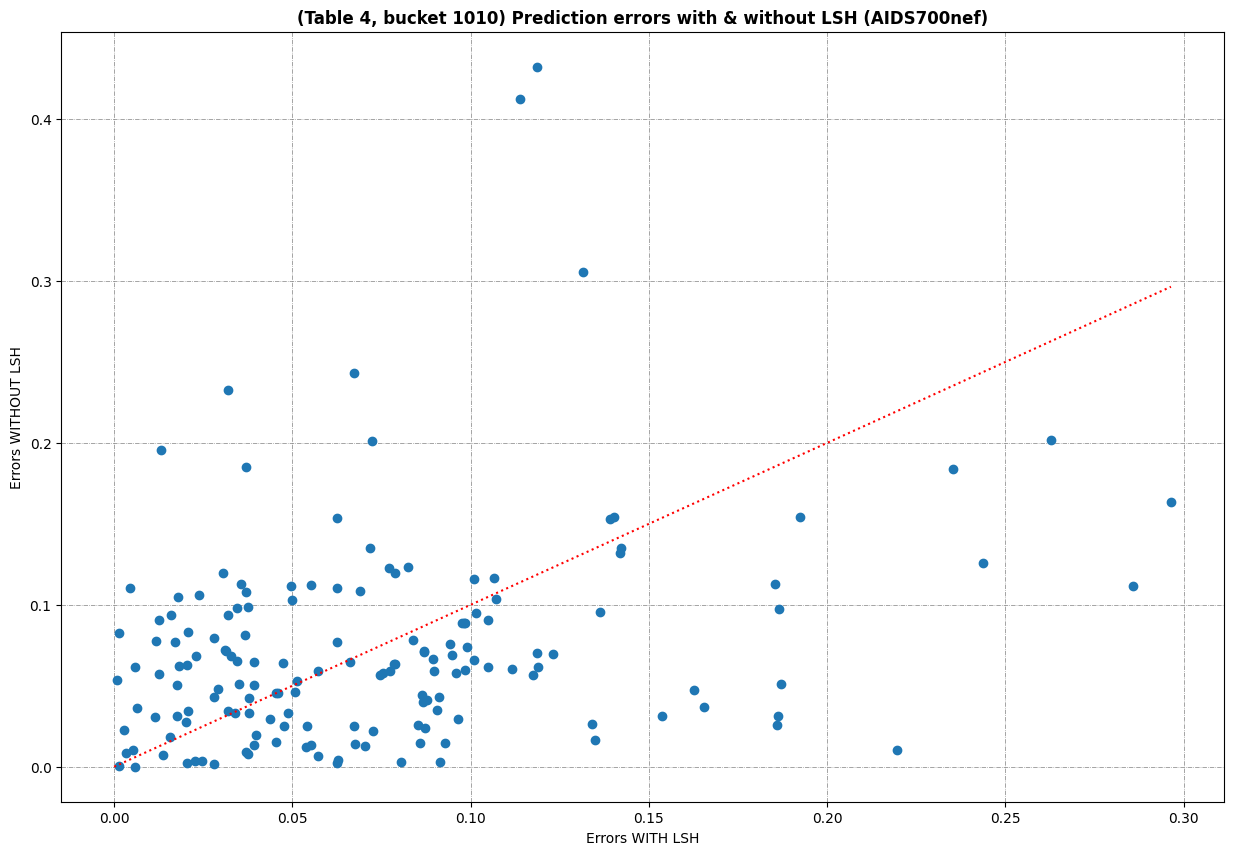 (Table 4, bucket 1010) Prediction errors with & without LSH (AIDS700nef)
Errors WITHOUT LSH
0.4
0.3
0.2
0.1
0.0
0.00 0.05 0.10 0.15 0.20 0.25 0.30
Errors WITH LSH